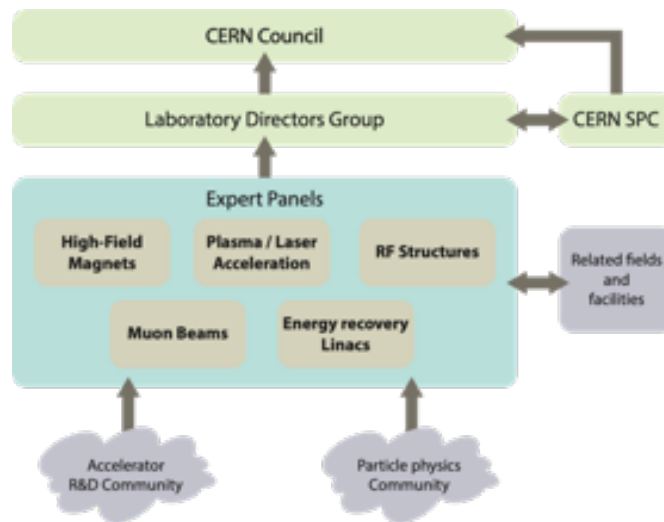 CERN Council
Laboratory Directors Group
CERN SPC
Expert Panels
High-Field
Magnets
Plasma / Laser
Acceleration
RF Structures
Related fields
and
facilities
Muon Beams
Energy recovery
Linacs
Accelerator
R&D Community
Particle physics
Community